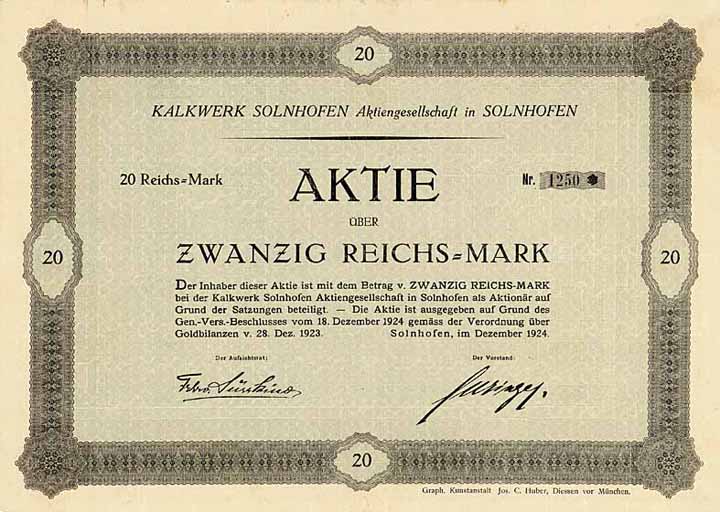 20
KALKWERK SOLNHOFEN Aktiengesellschaft in SOLNHOFEN
20 Reichs=Mark
AKTIE
Nr. 1250
ÜBER
ZWANZIG REICHS=MARK
20
20
Der Inhaber dieser Aktie ist mit dem Betrag v. ZWANZIG REICHS-MARK
bei der Kalkwerk Solnhofen Aktiengesellschaft in Solnhofen als Aktionär auf
Grund der Satzungen beteiligt. — Die Aktie ist ausgegeben auf Grund des
Gen.-Vers.-Beschlusses vom 18. Dezember 1924 gemäss der Verordnung über
Goldbilanzen v. 28. Dez. 1923. Solnhofen, im Dezember 1924.
Der Aufsichtsrat: Der Vorstand:
20 20
20
Graph. Kunstanstalt Jos. C. Huber, Diessen vor München.